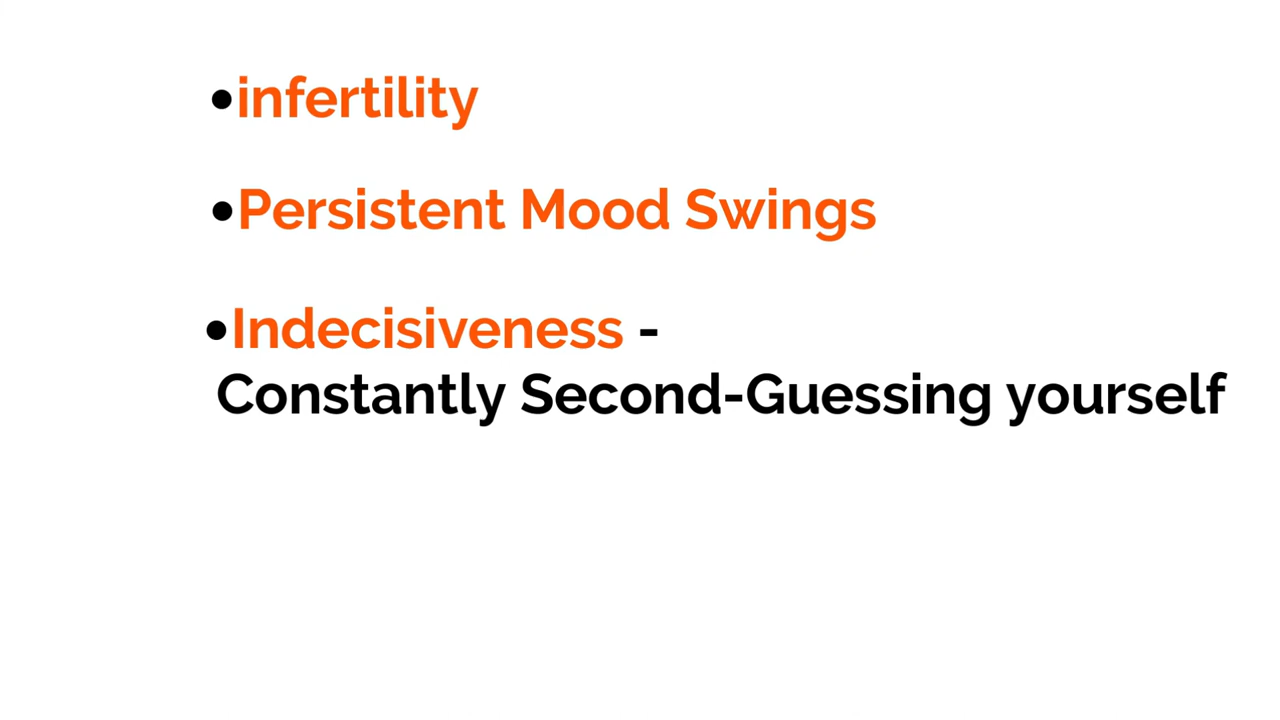 •infertility
•Persistent Mood Swings
•Indecisiveness -
Constantly Second-Guessing yourself